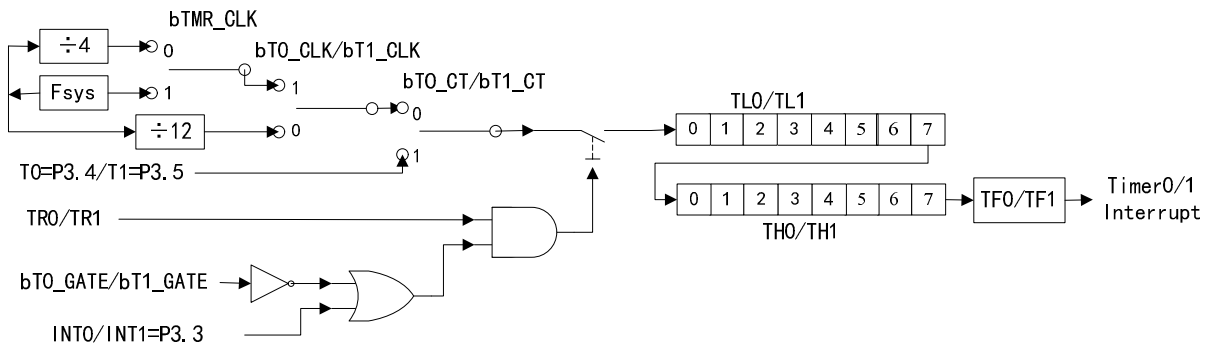 bTMR_CLK
÷4
0
bT0_CLK/bT1_CLK
Fsys
1
1
bT0_CT/bT1_CT
0
÷12
0
TL0/TL1
0 1 2 3 4 5 6 7
1
T0=P3.4/T1=P3.5
0 1 2 3 4 5 6 7
TF0/TF1
Timer0/1
Interrupt
TR0/TR1
TH0/TH1
bT0_GATE/bT1_GATE
INT0/INT1=P3.3